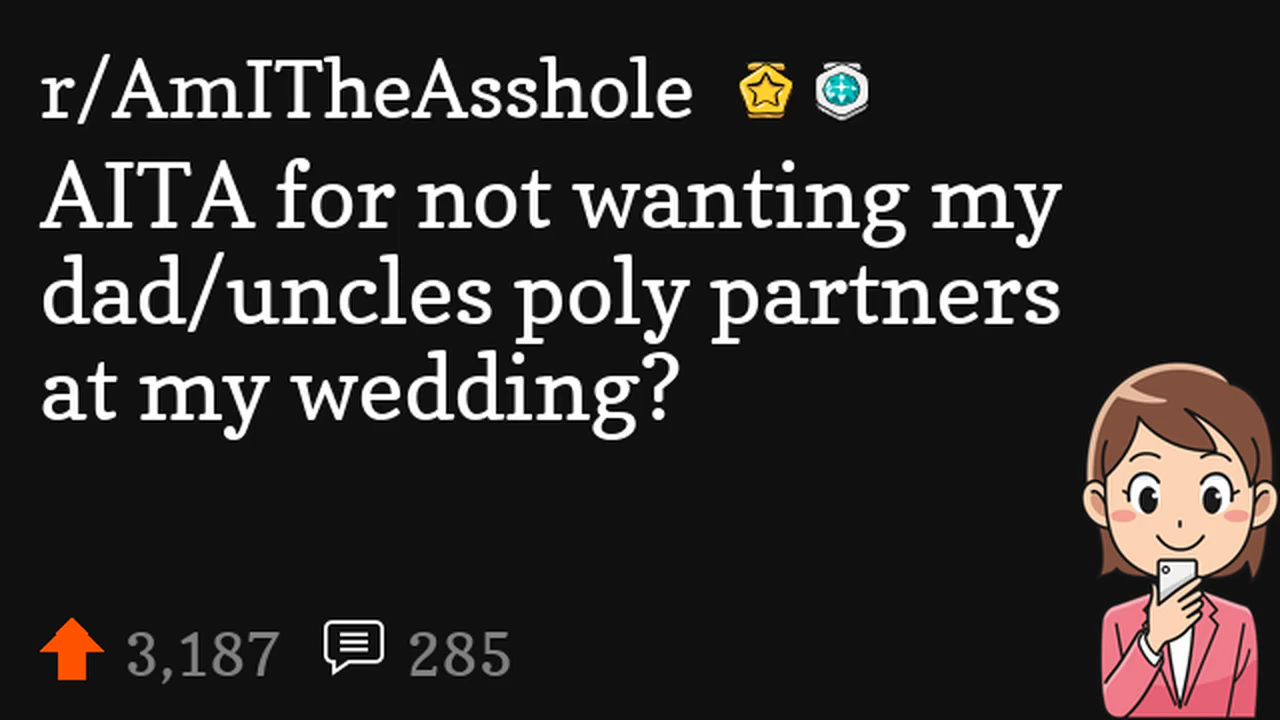 r/AmITheAsshole
AITA for not wanting my
dad/uncles poly partners
at my wedding?
3,187 285